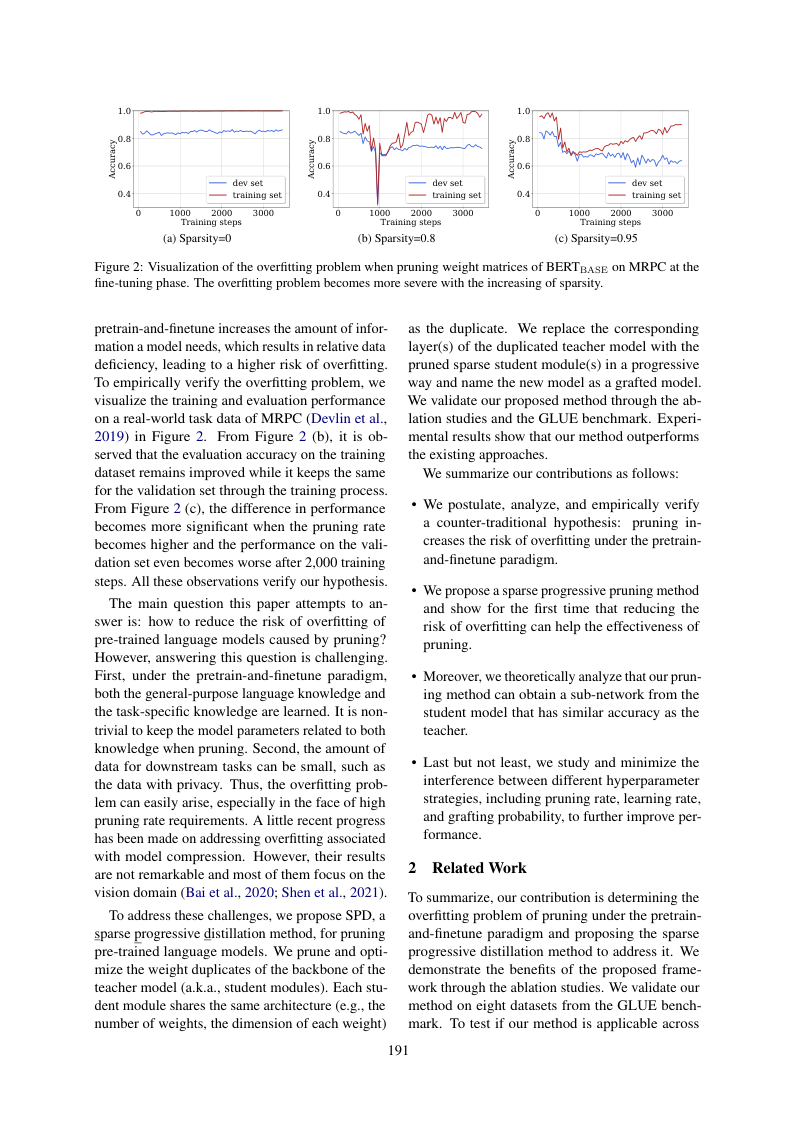 1.0
0.8
0.6
0.4
Accuracy
dev set
training set
0 1000 2000 3000
Training steps
(a) Sparsity=0
1.0
0.8
0.6
0.4
Accuracy
dev set
training set
0 1000 2000 3000
Training steps
(b) Sparsity=0.8
1.0
0.8
0.6
0.4
Accuracy
dev set
training set
0 1000 2000 3000
Training steps
(c) Sparsity=0.95
Figure 2: Visualization of the overfitting problem when pruning weight matrices of BERTBASE on MRPC at the
fine-tuning phase. The overfitting problem becomes more severe with the increasing of sparsity.
pretrain-and-finetune increases the amount of infor-
mation a model needs, which results in relative data
deficiency, leading to a higher risk of overfitting.
To empirically verify the overfitting problem, we
visualize the training and evaluation performance
on a real-world task data of MRPC (Devlin et al.,
2019) in Figure 2. From Figure 2 (b), it is ob-
served that the evaluation accuracy on the training
dataset remains improved while it keeps the same
for the validation set through the training process.
From Figure 2 (c), the difference in performance
becomes more significant when the pruning rate
becomes higher and the performance on the vali-
dation set even becomes worse after 2,000 training
steps. All these observations verify our hypothesis.
The main question this paper attempts to an-
swer is: how to reduce the risk of overfitting of
pre-trained language models caused by pruning?
However, answering this question is challenging.
First, under the pretrain-and-finetune paradigm,
both the general-purpose language knowledge and
the task-specific knowledge are learned. It is non-
trivial to keep the model parameters related to both
knowledge when pruning. Second, the amount of
data for downstream tasks can be small, such as
the data with privacy. Thus, the overfitting prob-
lem can easily arise, especially in the face of high
pruning rate requirements. A little recent progress
has been made on addressing overfitting associated
with model compression. However, their results
are not remarkable and most of them focus on the
vision domain (Bai et al., 2020; Shen et al., 2021).
To address these challenges, we propose SPD, a
sparse progressive distillation method, for pruning
pre-trained language models. We prune and opti-
mize the weight duplicates of the backbone of the
teacher model (a.k.a., student modules). Each stu-
dent module shares the same architecture (e.g., the
number of weights, the dimension of each weight)
as the duplicate. We replace the corresponding
layer(s) of the duplicated teacher model with the
pruned sparse student module(s) in a progressive
way and name the new model as a grafted model.
We validate our proposed method through the ab-
lation studies and the GLUE benchmark. Experi-
mental results show that our method outperforms
the existing approaches.
We summarize our contributions as follows:
• We postulate, analyze, and empirically verify
a counter-traditional hypothesis: pruning in-
creases the risk of overfitting under the pretrain-
and-finetune paradigm.
• We propose a sparse progressive pruning method
and show for the first time that reducing the
risk of overfitting can help the effectiveness of
pruning.
• Moreover, we theoretically analyze that our prun-
ing method can obtain a sub-network from the
student model that has similar accuracy as the
teacher.
• Last but not least, we study and minimize the
interference between different hyperparameter
strategies, including pruning rate, learning rate,
and grafting probability, to further improve per-
formance.
2 Related Work
To summarize, our contribution is determining the
overfitting problem of pruning under the pretrain-
and-finetune paradigm and proposing the sparse
progressive distillation method to address it. We
demonstrate the benefits of the proposed frame-
work through the ablation studies. We validate our
method on eight datasets from the GLUE bench-
mark. To test if our method is applicable across
191